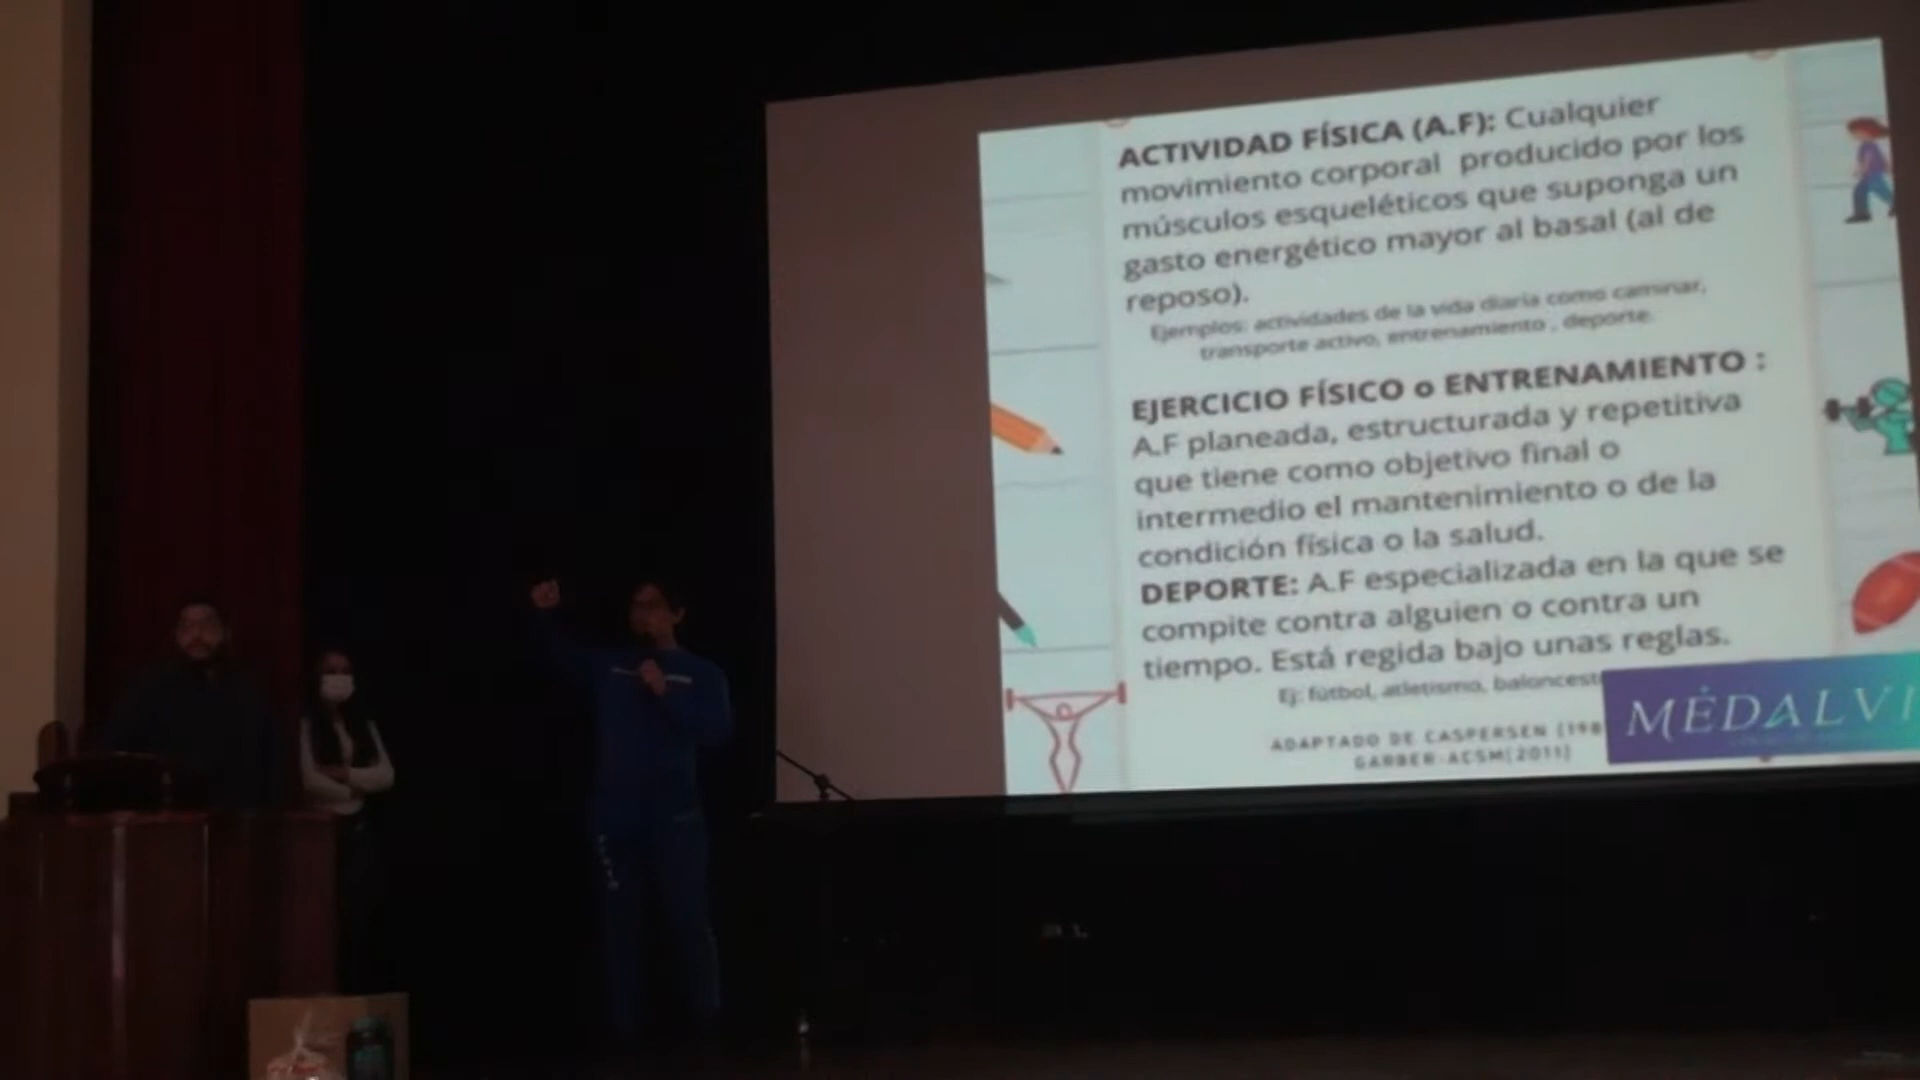 ACTIVIDAD FÍSICA (A.F): Cualquier
movimiento corporal producido por los
músculos esqueléticos que suponga un
gasto energético mayor al basal (al de
reposo).
Ejemplos: actividades de la vida diaria como caminar,
transporte activo, entrenamiento , deporte.
EJERCICIO FÍSICO o ENTRENAMIENTO :
A.F planeada, estructurada y repetitiva
que tiene como objetivo final o
intermedio el mantenimiento o de la
condición física o la salud.
DEPORTE: A.F especializada en la que se
compite contra alguien o contra un
tiempo. Está regida bajo unas reglas.
Ej: fútbol, atletismo, baloncest
ADAPTADO DE CASPERSEN (198
GARBER-ACSM(2011)
MEDALVI